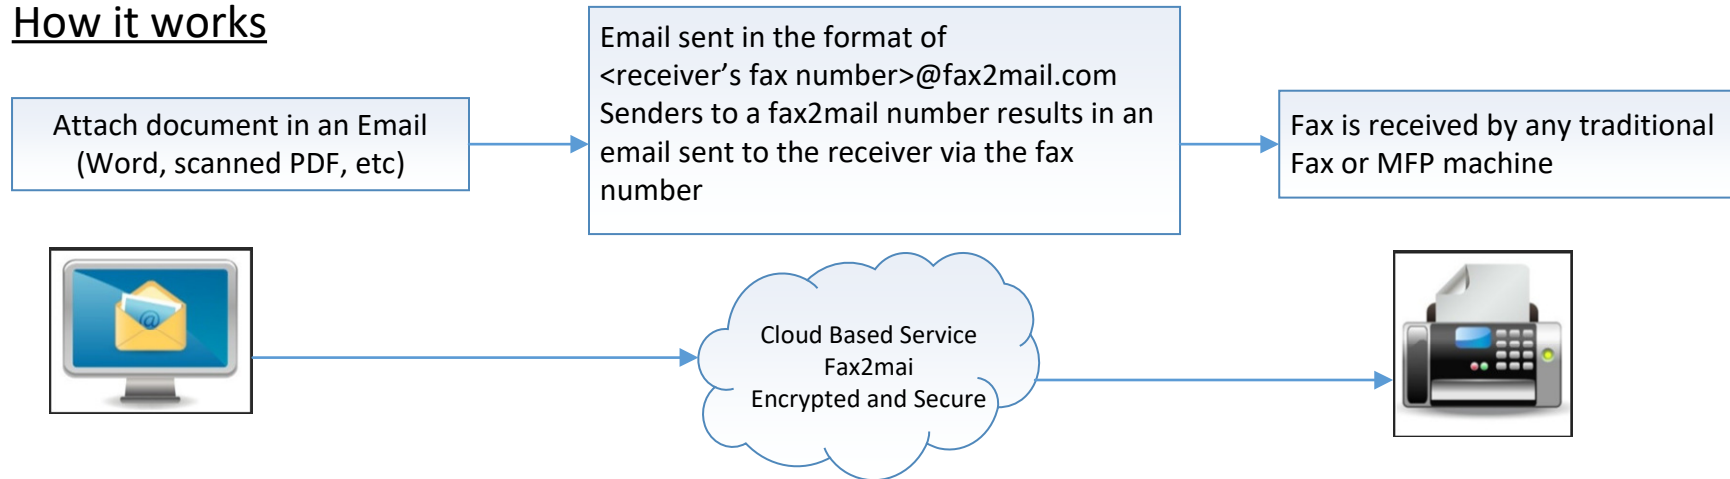 How it works
Attach document in an Email
(Word, scanned PDF, etc)
Email sent in the format of
<receiver’s fax number>@fax2mail.com
Senders to a fax2mail number results in an
email sent to the receiver via the fax
number
Fax is received by any traditional
Fax or MFP machine
@
Cloud Based Service
Fax2mai
Encrypted and Secure